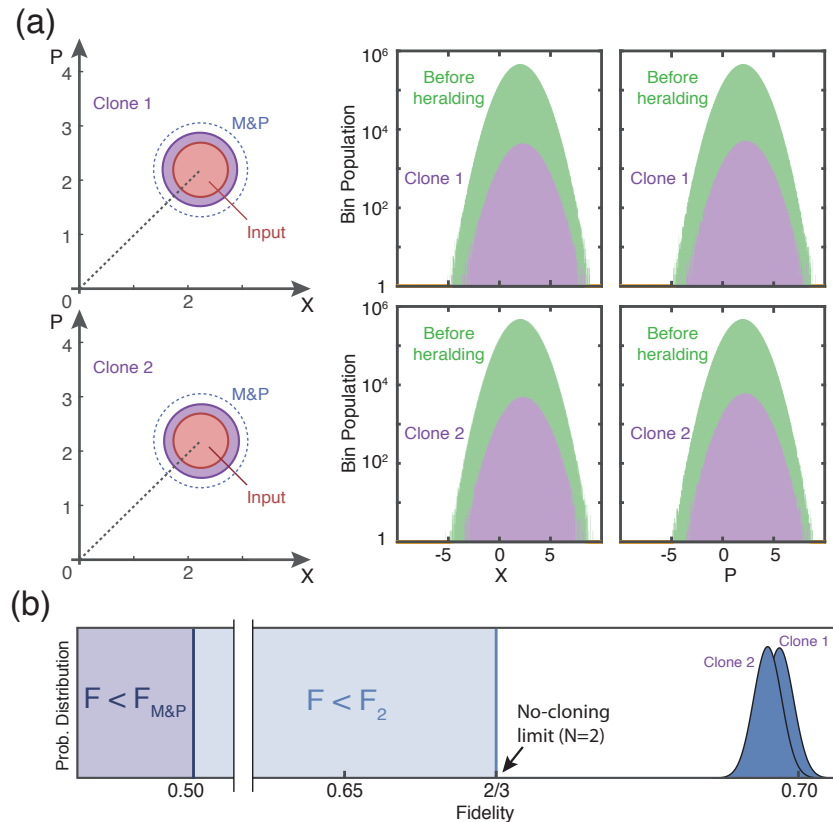 (a)
P
4
3
2
1
0
2
X
Clone 1
M&P
Input
P
4
3
2
1
0
2
X
Clone 2
M&P
Input
Bin Population
10^6
10^4
10^2
1
Before
heralding
Clone 1
Before
heralding
Clone 1
Bin Population
10^6
10^4
10^2
1
Before
heralding
Clone 2
-5
0
5
X
Before
heralding
Clone 2
-5
0
5
P
(b)
Prob. Distribution
F < F_M&P
F < F_2
No-cloning
limit (N=2)
Clone 1
Clone 2
0.50
0.65
2/3
0.70
Fidelity